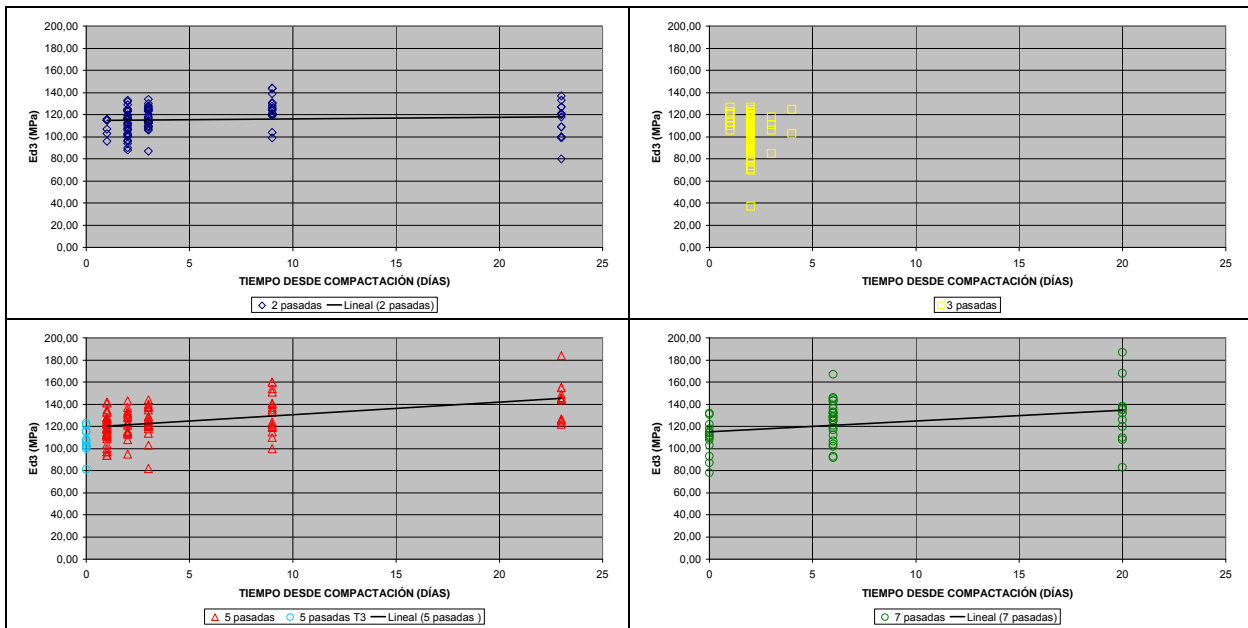 200,00
180,00
160,00
140,00
120,00
100,00
80,00
60,00
40,00
20,00
0,00
Ed3 (MPa)
0 5 10 15 20 25
TIEMPO DESDE COMPACTACIÓN (DÍAS)
2 pasadas Lineal (2 pasadas)
200,00
180,00
160,00
140,00
120,00
100,00
80,00
60,00
40,00
20,00
0,00
Ed3 (MPa)
0 5 10 15 20 25
TIEMPO DESDE COMPACTACIÓN (DÍAS)
3 pasadas
200,00
180,00
160,00
140,00
120,00
100,00
80,00
60,00
40,00
20,00
0,00
Ed3 (MPa)
0 5 10 15 20 25
TIEMPO DESDE COMPACTACIÓN (DÍAS)
5 pasadas 5 pasadas T3 Lineal (5 pasadas )
200,00
180,00
160,00
140,00
120,00
100,00
80,00
60,00
40,00
20,00
0,00
Ed3 (MPa)
0 5 10 15 20 25
TIEMPO DESDE COMPACTACIÓN (DÍAS)
7 pasadas Lineal (7 pasadas)